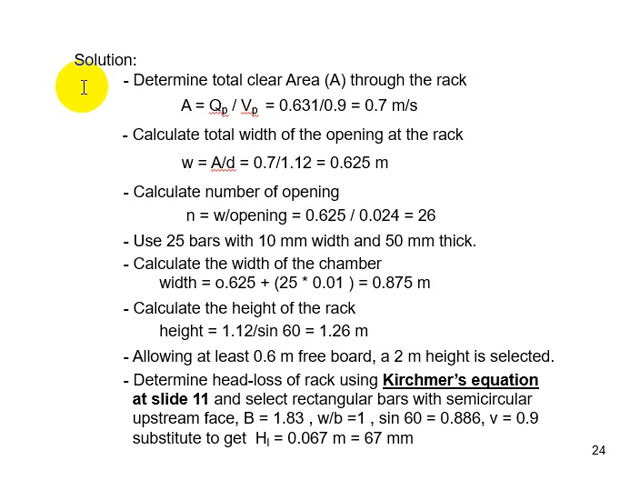 Solution:
- Determine total clear Area (A) through the rack
A = Qp / Vp = 0.631/0.9 = 0.7 m/s
- Calculate total width of the opening at the rack
w = A/d = 0.7/1.12 = 0.625 m
- Calculate number of opening
n = w/opening = 0.625 / 0.024 = 26
- Use 25 bars with 10 mm width and 50 mm thick.
- Calculate the width of the chamber
width = o.625 + (25 * 0.01 ) = 0.875 m
- Calculate the height of the rack
height = 1.12/sin 60 = 1.26 m
- Allowing at least 0.6 m free board, a 2 m height is selected.
- Determine head-loss of rack using Kirchmer's equation
at slide 11 and select rectangular bars with semicircular
upstream face, B = 1.83 , w/b =1 , sin 60 = 0.886, v = 0.9
substitute to get Hl = 0.067 m = 67 mm
24